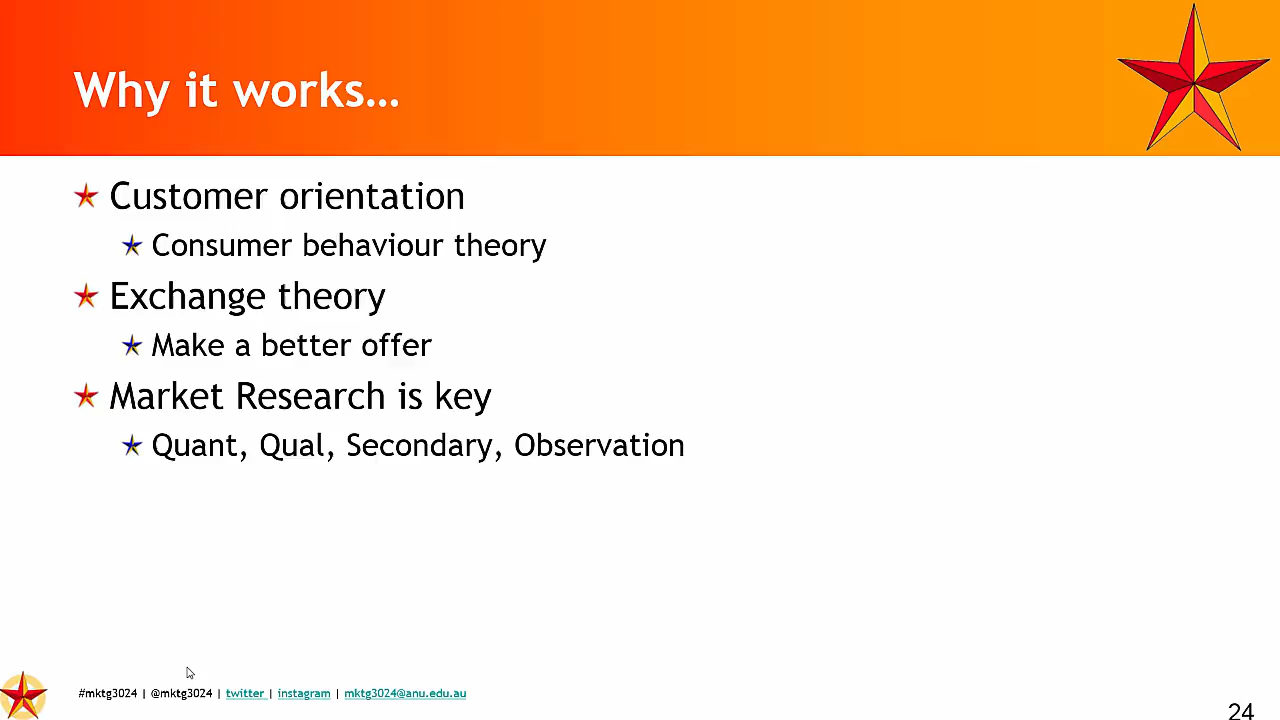 Why it works…
Customer orientation
Consumer behaviour theory
Exchange theory
Make a better offer
Market Research is key
Quant, Qual, Secondary, Observation
#mktg3024 | @mktg3024 | twitter | instagram | mktg3024@anu.edu.au
24